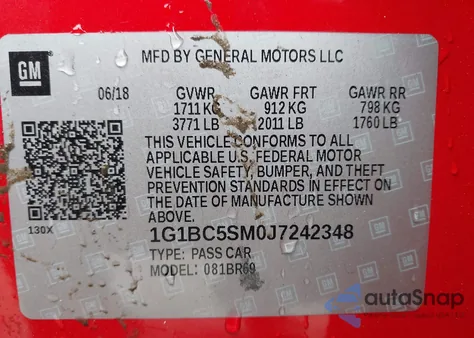 MFD BY GENERAL MOTORS LLC
GM
06/18 GVWR GAWR FRT GAWR RR
1711 KG 912 KG 798 KG
3771 LB 2011 LB 1760 LB
THIS VEHICLE CONFORMS TO ALL
APPLICABLE U.S. FEDERAL MOTOR
VEHICLE SAFETY, BUMPER, AND THEFT
PREVENTION STANDARDS IN EFFECT ON
THE DATE OF MANUFACTURE SHOWN
ABOVE.
130X
1G1BC5SM0J7242348
TYPE: PASS CAR
MODEL: 081BR69
autoSnap